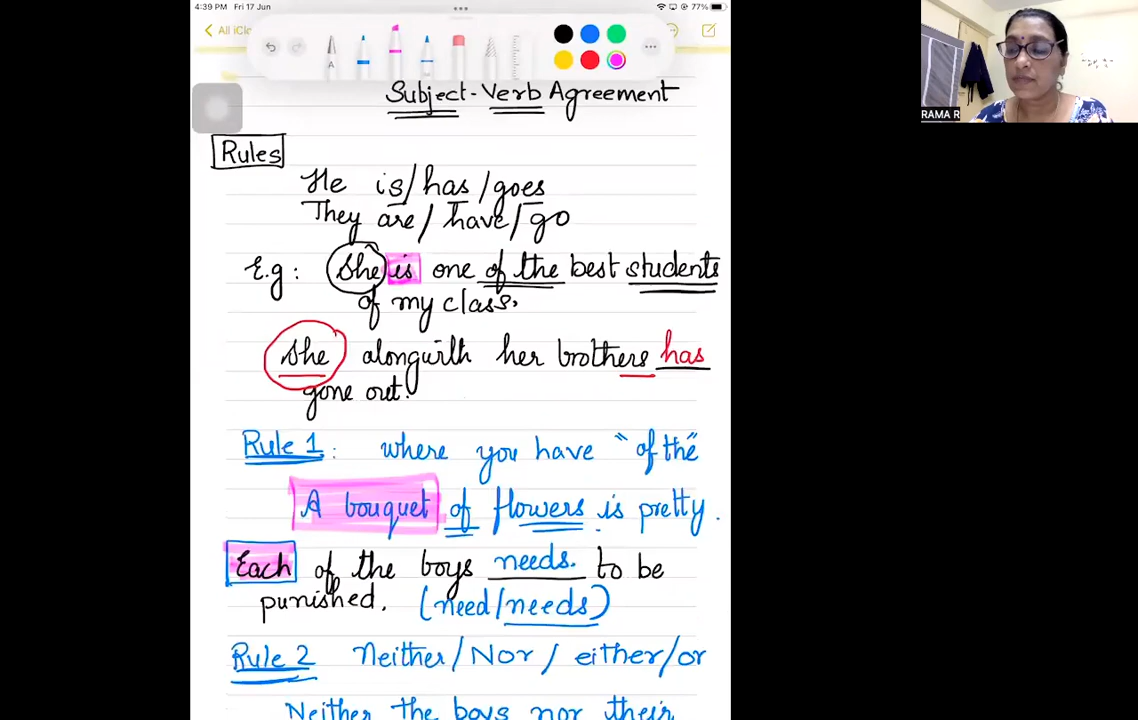 4:39 PM Fri 17 Jun
77%
All iClo
A
Subject-Verb Agreement
Rules
He is/has/goes
They are/have/go
E.g: She is one of the best students
of my class.
She alongwith her brothers has
gone out.
Rule 1: where you have "of the"
A bouquet of flowers is pretty.
Each of the boys needs. to be
punished. (need/needs)
Rule 2 Neither/Nor/either/or
Neither the boys nor their
RAMA R